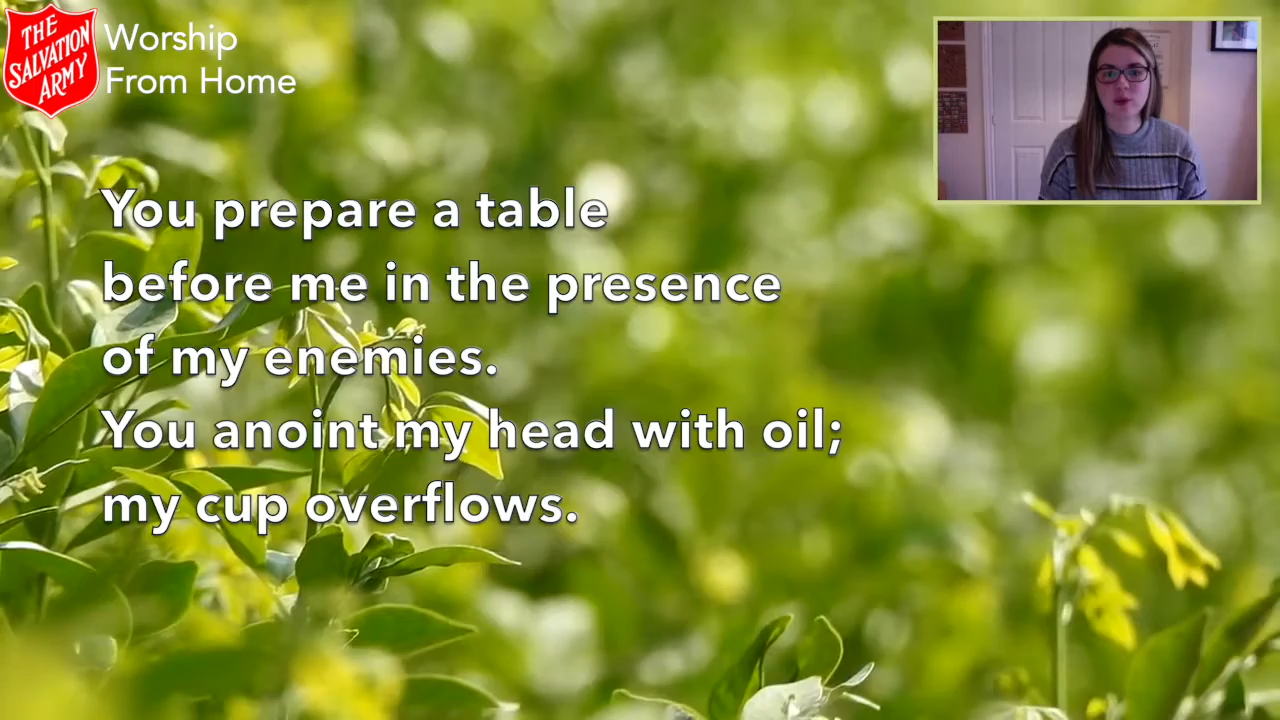 THE
SALVATION
ARMY
Worship
From Home
You prepare a table
before me in the presence
of my enemies.
You anoint my head with oil;
my cup overflows.